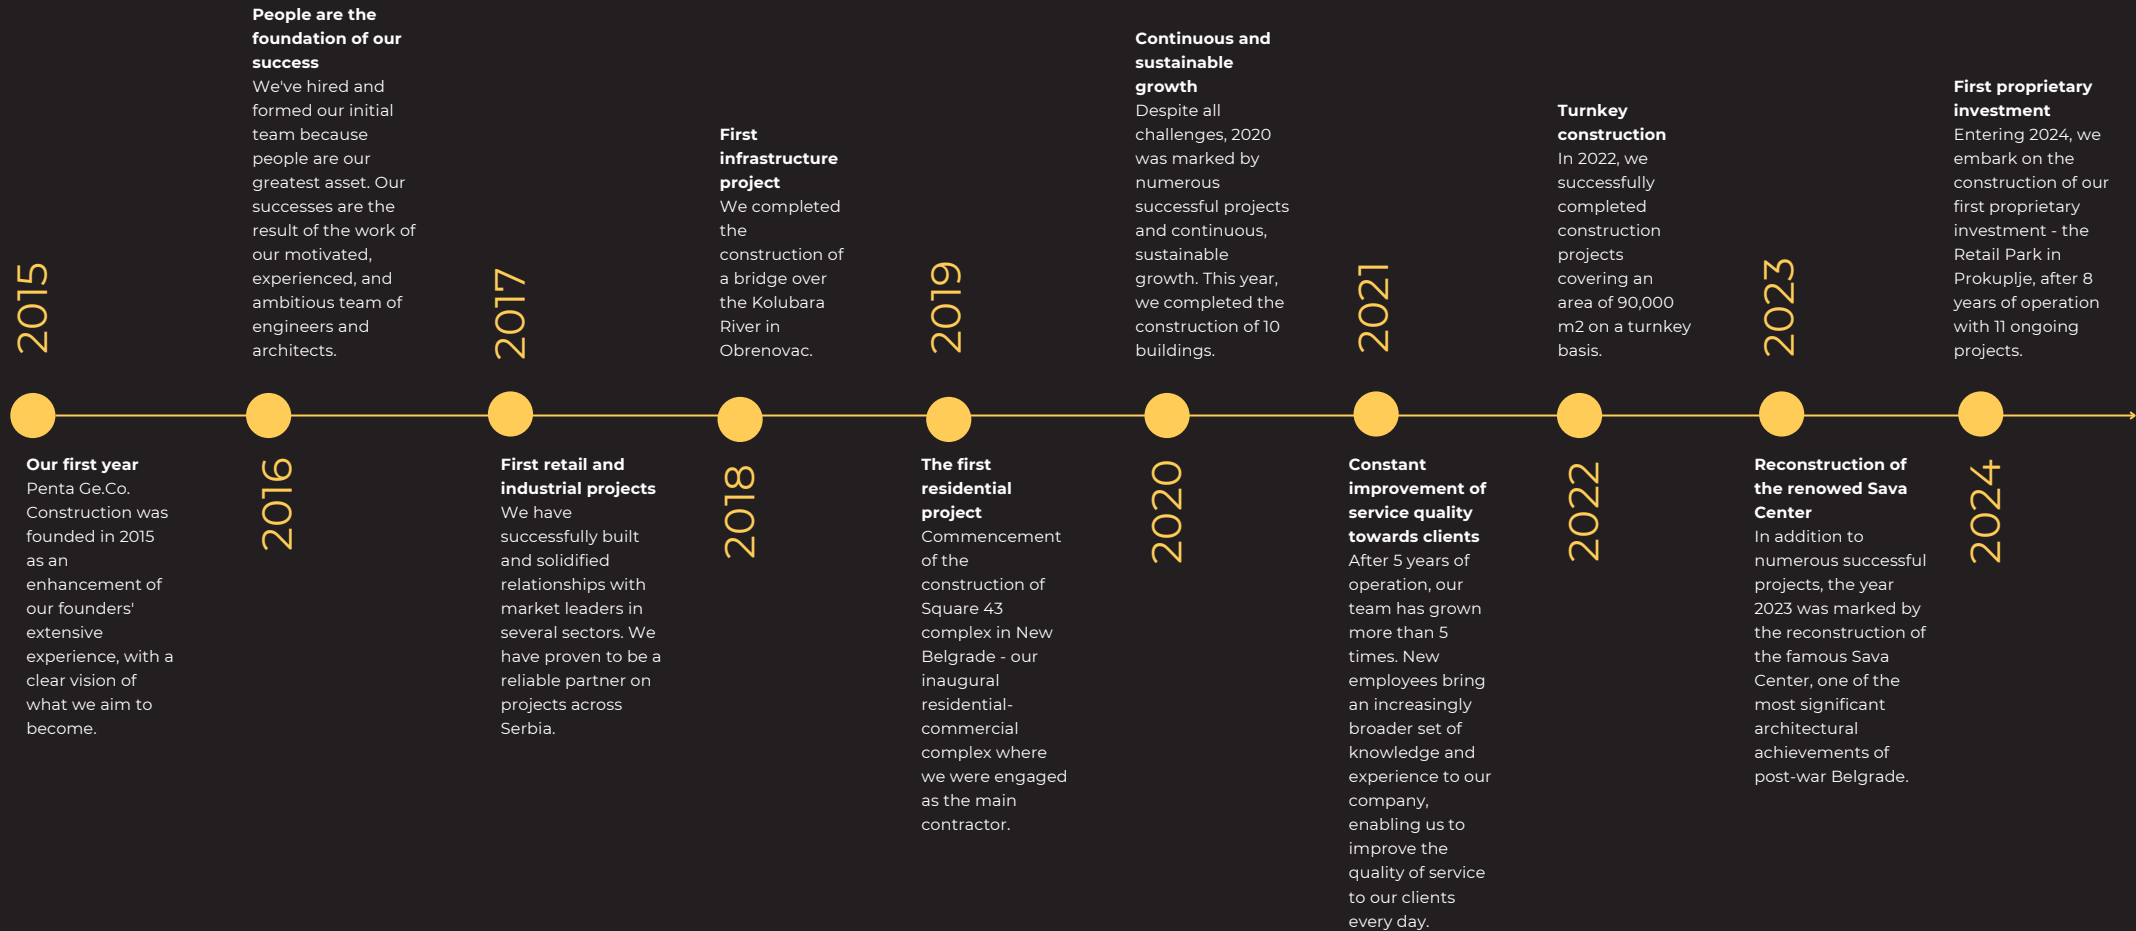 2015
Our first year
Penta Ge.Co.
Construction was
founded in 2015
as an
enhancement of
our founders'
extensive
experience, with a
clear vision of
what we aim to
become.
People are the
foundation of our
success
We've hired and
formed our initial
team because
people are our
greatest asset. Our
successes are the
result of the work of
our motivated,
experienced, and
ambitious team of
engineers and
architects.
2016
2017
First retail and
industrial projects
We have
successfully built
and solidified
relationships with
market leaders in
several sectors. We
have proven to be a
reliable partner on
projects across
Serbia.
First
infrastructure
project
We completed
the
construction of
a bridge over
the Kolubara
River in
Obrenovac.
2018
2019
The first
residential
project
Commencement
of the
construction of
Square 43
complex in New
Belgrade - our
inaugural
residential-
commercial
complex where
we were engaged
as the main
contractor.
Continuous and
sustainable
growth
Despite all
challenges, 2020
was marked by
numerous
successful projects
and continuous,
sustainable
growth. This year,
we completed the
construction of 10
buildings.
2020
2021
Constant
improvement of
service quality
towards clients
After 5 years of
operation, our
team has grown
more than 5
times. New
employees bring
an increasingly
broader set of
knowledge and
experience to our
company,
enabling us to
improve the
quality of service
to our clients
every day.
Turnkey
construction
In 2022, we
successfully
completed
construction
projects
covering an
area of 90,000
m2 on a turnkey
basis.
2022
2023
Reconstruction of
the renowed Sava
Center
In addition to
numerous successful
projects, the year
2023 was marked by
the reconstruction of
the famous Sava
Center, one of the
most significant
architectural
achievements of
post-war Belgrade.
First proprietary
investment
Entering 2024, we
embark on the
construction of our
first proprietary
investment - the
Retail Park in
Prokuplje, after 8
years of operation
with 11 ongoing
projects.
2024